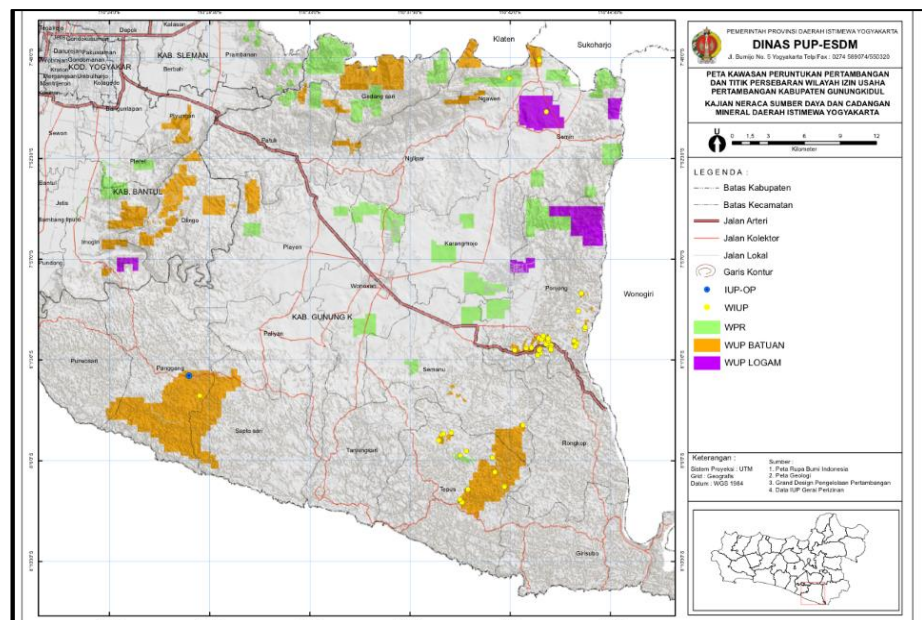 Klaten
Sukoharjo
KAB. SLEMAN
Prambanan
Berbah
KOD. YOGYAKAR
Banguntapan
Gedang sari
Ngawen
Semin
Patuk
Nglipar
Piyungan
Pleret
Sewon
Bantul
Jetis
KAB. BANTUL
Dlingo
Imogiri
Pundong
Playen
Karangmojo
Wonosari
Ponjong
Wonogiri
KAB. GUNUNG K
Paliyan
Semanu
Panggang
Purwosari
Septo sari
Tanjungsari
Rongkop
Tepus
Girisubo
PEMERINTAH PROVINSI DAERAH ISTIMEWA YOGYAKARTA
DINAS PUP-ESDM
Jl. Bumijo No. 5 Yogyakarta Telp/Fax : 0274 589074/550320
PETA KAWASAN PERUNTUKAN PERTAMBANGAN
DAN TITIK PERSEBARAN WILAYAH IZIN USAHA
PERTAMBANGAN KABUPATEN GUNUNGKIDUL
KAJIAN NERACA SUMBER DAYA DAN CADANGAN
MINERAL DAERAH ISTIMEWA YOGYAKARTA
U
0 1,5 3 6 9 12
Kilometer
LEGENDA :
Batas Kabupaten
Batas Kecamatan
Jalan Arteri
Jalan Kolektor
Jalan Lokal
Garis Kontur
IUP-OP
WIUP
WPR
WUP BATUAN
WUP LOGAM
Keterangan :
Sistem Proyeksi : UTM
Grid : Geografis
Datum : WGS 1984
Sumber :
1. Peta Rupa Bumi Indonesia
2. Peta Geologi
3. Grand Design Pengelolaan Pertambangan
4. Data IUP Gerai Perizinan